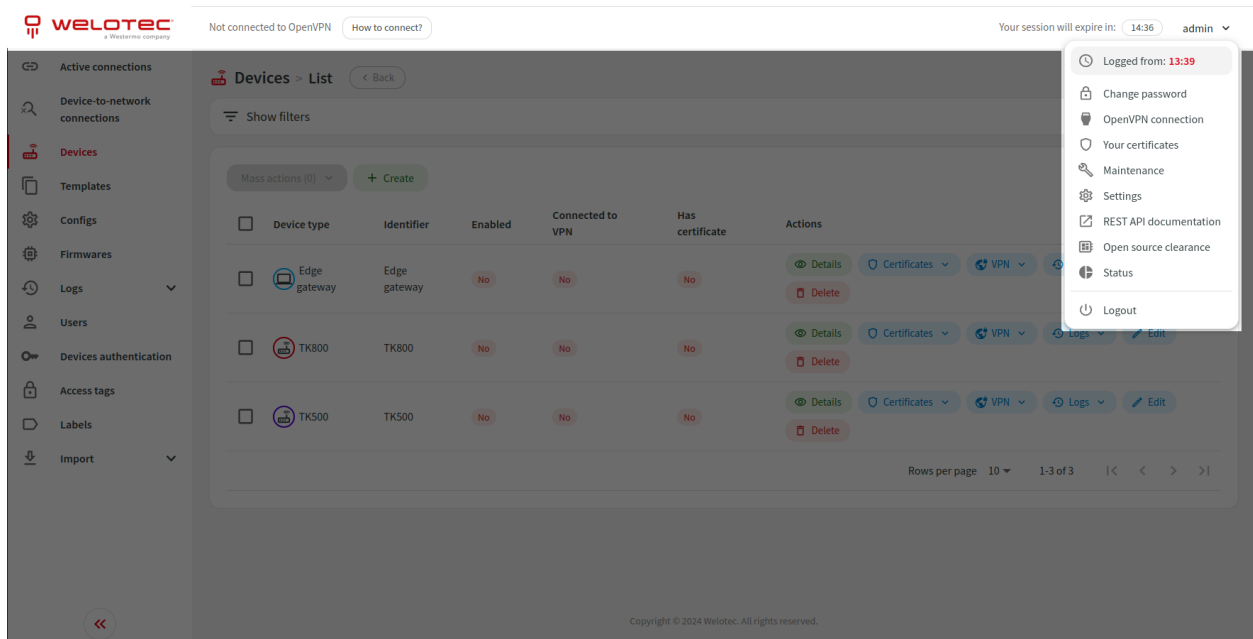 WELOTEC
a Westermo company
Not connected to OpenVPN
How to connect?
Your session will expire in: 14:36
admin
Logged from: 13:39
Change password
OpenVPN connection
Your certificates
Maintenance
Settings
REST API documentation
Open source clearance
Status
Logout
Active connections
Device-to-network
connections
Devices
Templates
Configs
Firmwares
Logs
Users
Devices authentication
Access tags
Labels
Import
Devices > List
< Back
Show filters
Mass actions (0)
+ Create
Device type Identifier Enabled Connected to VPN Has certificate Actions
Edge gateway Edge gateway No No No Details Certificates VPN
Delete
TK800 TK800 No No No Details Certificates VPN Logs Edit
Delete
TK500 TK500 No No No Details Certificates VPN Logs Edit
Delete
Rows per page 10 1-3 of 3
Copyright © 2024 Welotec. All rights reserved.